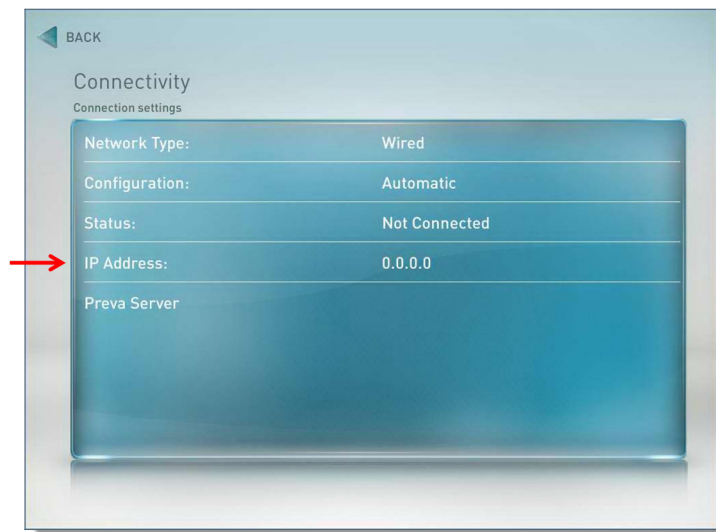 BACK
Connectivity
Connection settings
Network Type: Wired
Configuration: Automatic
Status: Not Connected
IP Address: 0.0.0.0
Preva Server